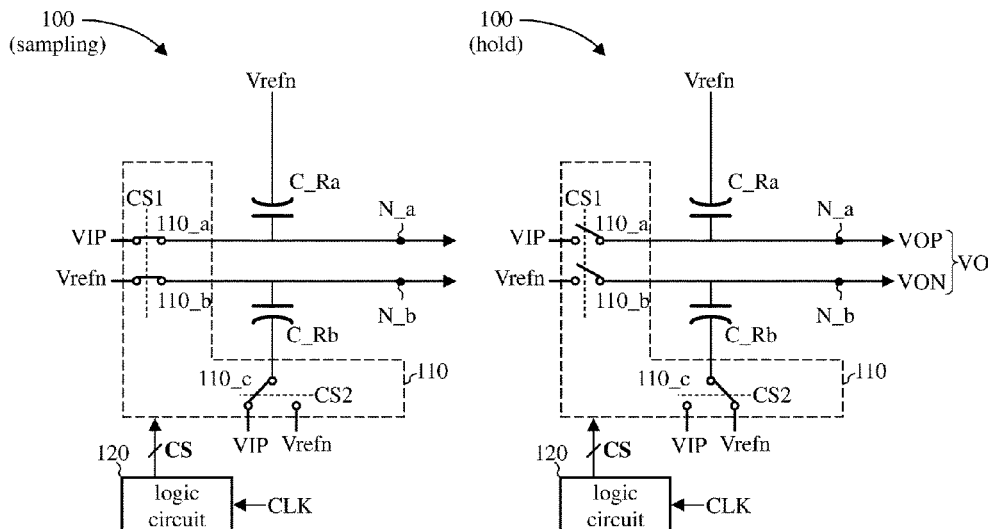 100
(sampling)
Vrefn
C_Ra
CS1
110_a
N_a
VIP
Vrefn
110_b
N_b
C_Rb
110_c
CS2
110
VIP
Vrefn
120
CS
logic
circuit
CLK
100
(hold)
Vrefn
C_Ra
CS1
110_a
N_a
VIP
VOP
VO
Vrefn
VON
110_b
N_b
C_Rb
110_c
CS2
110
VIP
Vrefn
120
CS
logic
circuit
CLK